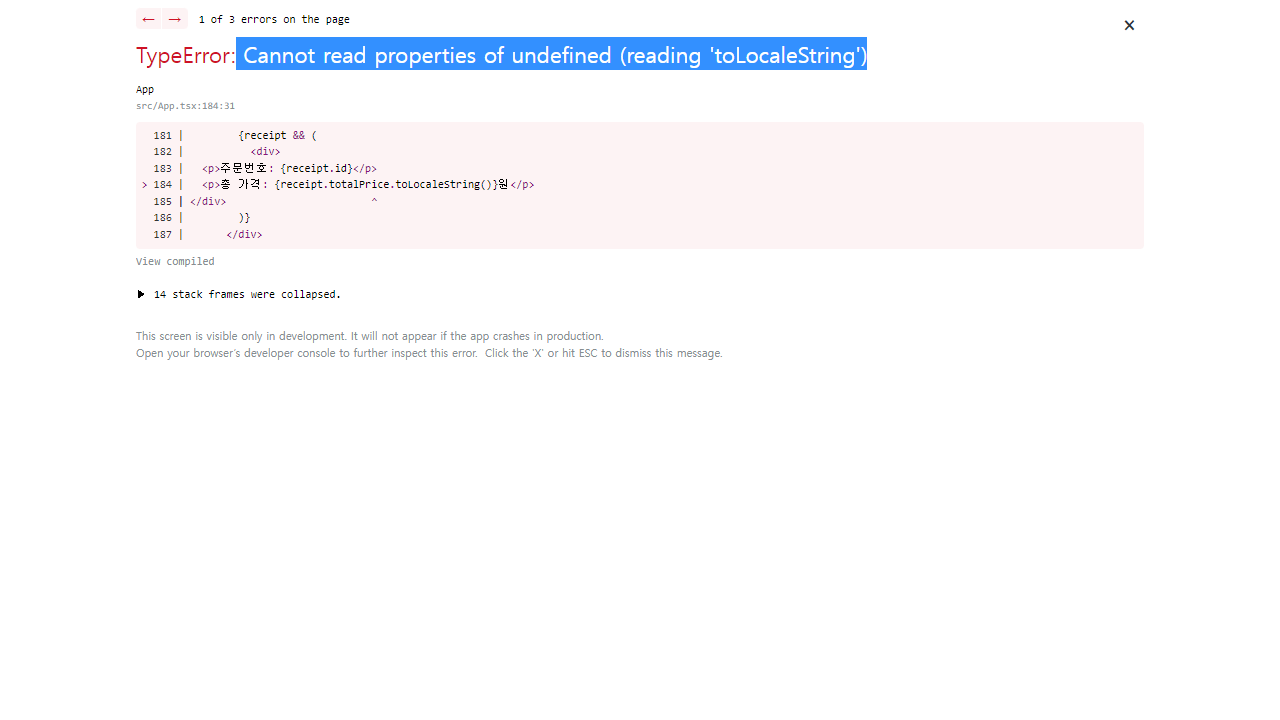 ← → 1 of 3 errors on the page
×
TypeError: Cannot read properties of undefined (reading 'toLocaleString')
App
src/App.tsx:184:31
181 |         {receipt && (
182 |           <div>
183 |   <p>주문번호: {receipt.id}</p>
> 184 |   <p>총 가격: {receipt.totalPrice.toLocaleString()}원</p>
185 | </div>                        ^
186 |         )}
187 |       </div>
View compiled
▶ 14 stack frames were collapsed.
This screen is visible only in development. It will not appear if the app crashes in production.
Open your browser's developer console to further inspect this error.  Click the 'X' or hit ESC to dismiss this message.